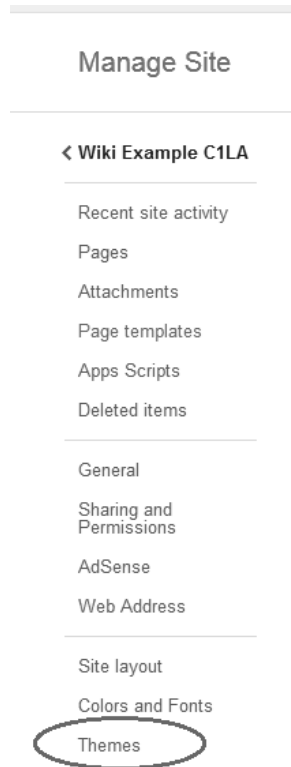 Manage Site
Wiki Example C1LA
Recent site activity
Pages
Attachments
Page templates
Apps Scripts
Deleted items
General
Sharing and
Permissions
AdSense
Web Address
Site layout
Colors and Fonts
Themes